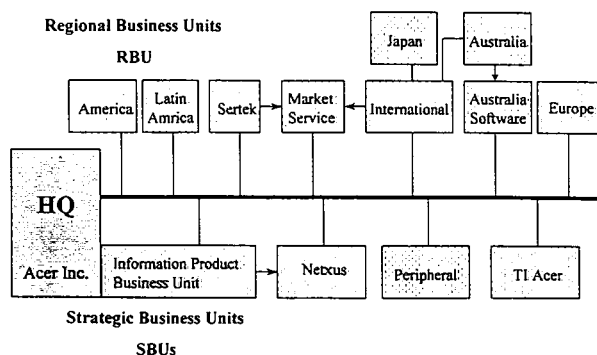 Regional Business Units
RBU
Japan
Australia
America
Latin
Amrica
Sertek
Market
Service
International
Australia
Software
Europe
HQ
Acer Inc.
Information Product
Business Unit
Netxus
Peripheral
TI Acer
Strategic Business Units
SBUs